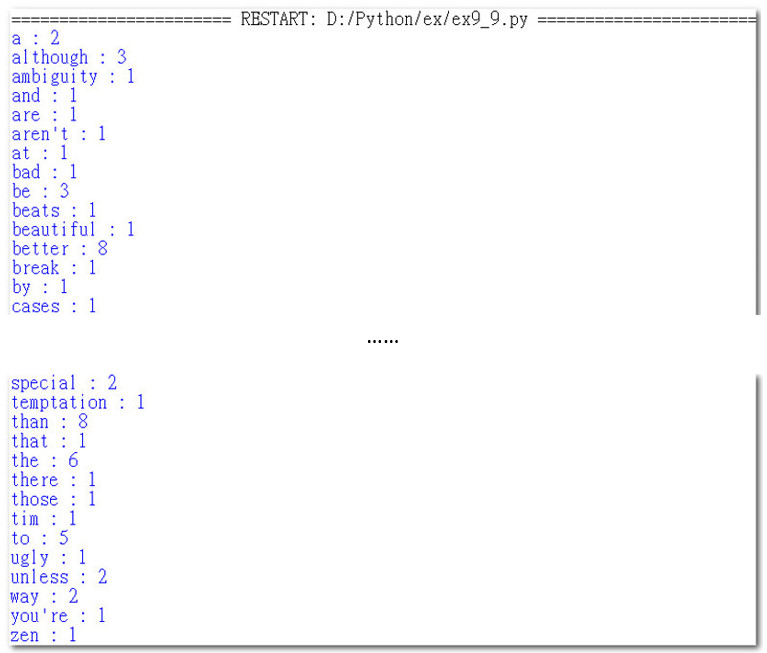 ======================= RESTART: D:/Python/ex/ex9_9.py =======================
a : 2
although : 3
ambiguity : 1
and : 1
are : 1
aren't : 1
at : 1
bad : 1
be : 3
beats : 1
beautiful : 1
better : 8
break : 1
by : 1
cases : 1
......
special : 2
temptation : 1
than : 8
that : 1
the : 6
there : 1
those : 1
tim : 1
to : 5
ugly : 1
unless : 2
way : 2
you're : 1
zen : 1